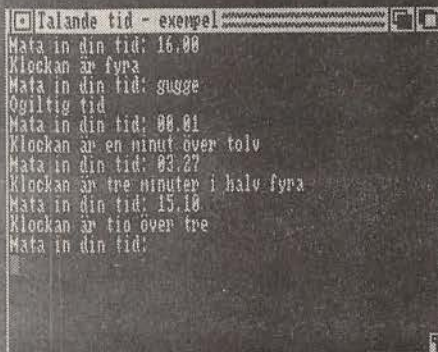 Talande tid - exempel
Mata in din tid: 16.00
Klockan är fyra
Mata in din tid: gugge
Ogiltig tid
Mata in din tid: 00.01
Klockan är en minut över tolv
Mata in din tid: 03.27
Klockan är tre minuter i halv fyra
Mata in din tid: 15.10
Klockan är tio över tre
Mata in din tid: